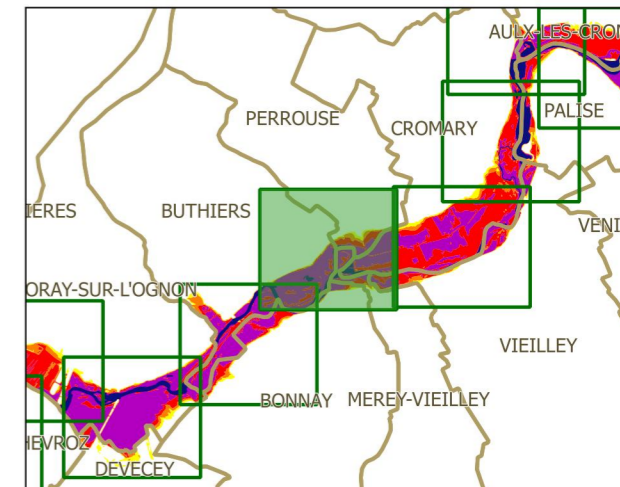 AULX-LES-CROM
PERROUSE
CROMARY
PALISE
IERES
BUTHIERS
VENI
ORAY-SUR-L'OGNON
VIEILLEY
BONNAY
MEREY-VIEILLEY
HEVROZ
DEVECEY